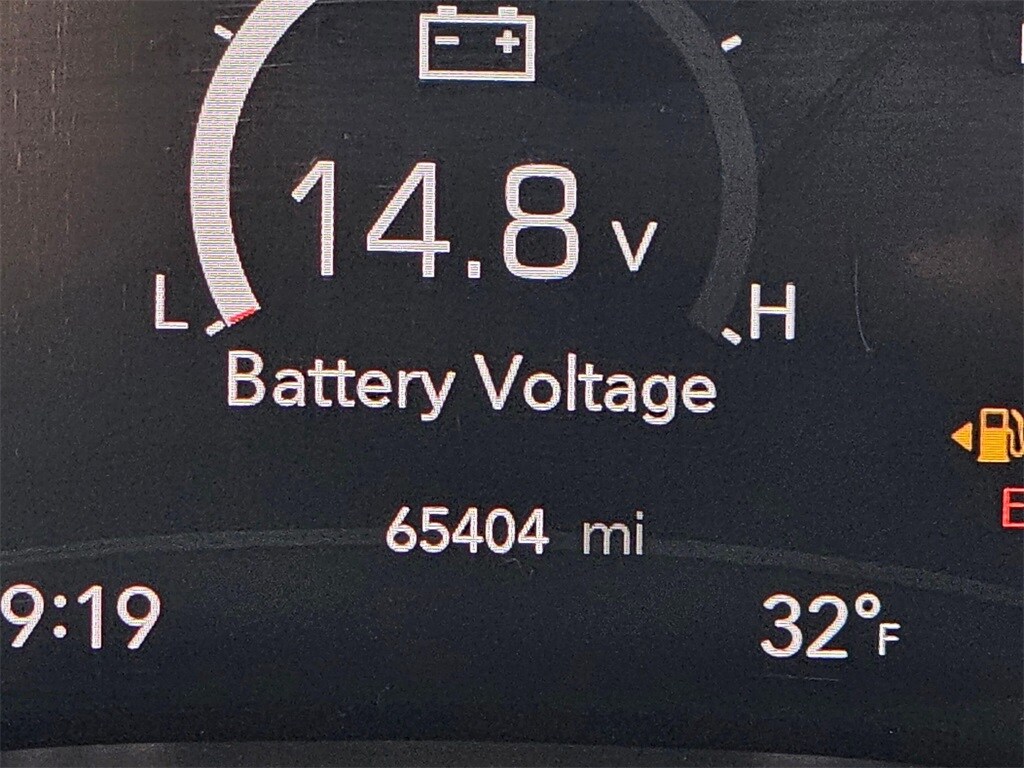 14.8 V
L H
Battery Voltage
E
65404 mi
9:19 32°F